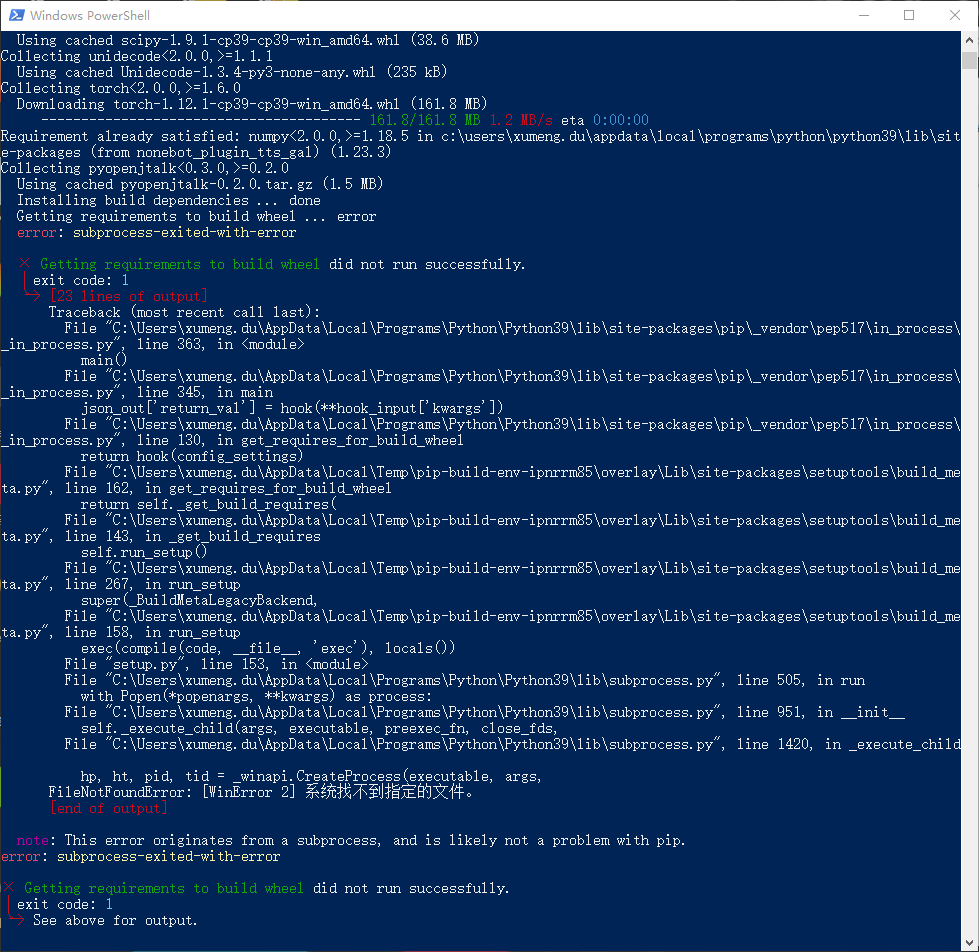 Windows PowerShell
Using cached scipy-1.9.1-cp39-cp39-win_amd64.whl (38.6 MB)
Collecting unidecode<2.0.0,>=1.1.1
Using cached Unidecode-1.3.4-py3-none-any.whl (235 kB)
Collecting torch<2.0.0,>=1.6.0
Downloading torch-1.12.1-cp39-cp39-win_amd64.whl (161.8 MB)
---------------------------------------- 161.8/161.8 MB 1.2 MB/s eta 0:00:00
Requirement already satisfied: numpy<2.0.0,>=1.18.5 in c:\users\xumeng.du\appdata\local\programs\python\python39\lib\sit
e-packages (from nonebot_plugin_tts_gal) (1.23.3)
Collecting pyopenjtalk<0.3.0,>=0.2.0
Using cached pyopenjtalk-0.2.0.tar.gz (1.5 MB)
Installing build dependencies ... done
Getting requirements to build wheel ... error
error: subprocess-exited-with-error
× Getting requirements to build wheel did not run successfully.
│ exit code: 1
╰─> [23 lines of output]
Traceback (most recent call last):
File "C:\Users\xumeng.du\AppData\Local\Programs\Python\Python39\lib\site-packages\pip\_vendor\pep517\in_process\
_in_process.py", line 363, in <module>
main()
File "C:\Users\xumeng.du\AppData\Local\Programs\Python\Python39\lib\site-packages\pip\_vendor\pep517\in_process\
_in_process.py", line 345, in main
json_out['return_val'] = hook(**hook_input['kwargs'])
File "C:\Users\xumeng.du\AppData\Local\Programs\Python\Python39\lib\site-packages\pip\_vendor\pep517\in_process\
_in_process.py", line 130, in get_requires_for_build_wheel
return hook(config_settings)
File "C:\Users\xumeng.du\AppData\Local\Temp\pip-build-env-ipnrrm85\overlay\Lib\site-packages\setuptools\build_me
ta.py", line 162, in get_requires_for_build_wheel
return self._get_build_requires(
File "C:\Users\xumeng.du\AppData\Local\Temp\pip-build-env-ipnrrm85\overlay\Lib\site-packages\setuptools\build_me
ta.py", line 143, in _get_build_requires
self.run_setup()
File "C:\Users\xumeng.du\AppData\Local\Temp\pip-build-env-ipnrrm85\overlay\Lib\site-packages\setuptools\build_me
ta.py", line 267, in run_setup
super(_BuildMetaLegacyBackend,
File "C:\Users\xumeng.du\AppData\Local\Temp\pip-build-env-ipnrrm85\overlay\Lib\site-packages\setuptools\build_me
ta.py", line 158, in run_setup
exec(compile(code, __file__, 'exec'), locals())
File "setup.py", line 153, in <module>
File "C:\Users\xumeng.du\AppData\Local\Programs\Python\Python39\lib\subprocess.py", line 505, in run
with Popen(*popenargs, **kwargs) as process:
File "C:\Users\xumeng.du\AppData\Local\Programs\Python\Python39\lib\subprocess.py", line 951, in __init__
self._execute_child(args, executable, preexec_fn, close_fds,
File "C:\Users\xumeng.du\AppData\Local\Programs\Python\Python39\lib\subprocess.py", line 1420, in _execute_child
hp, ht, pid, tid = _winapi.CreateProcess(executable, args,
FileNotFoundError: [WinError 2] 系统找不到指定的文件。
[end of output]
note: This error originates from a subprocess, and is likely not a problem with pip.
error: subprocess-exited-with-error
× Getting requirements to build wheel did not run successfully.
│ exit code: 1
╰─> See above for output.